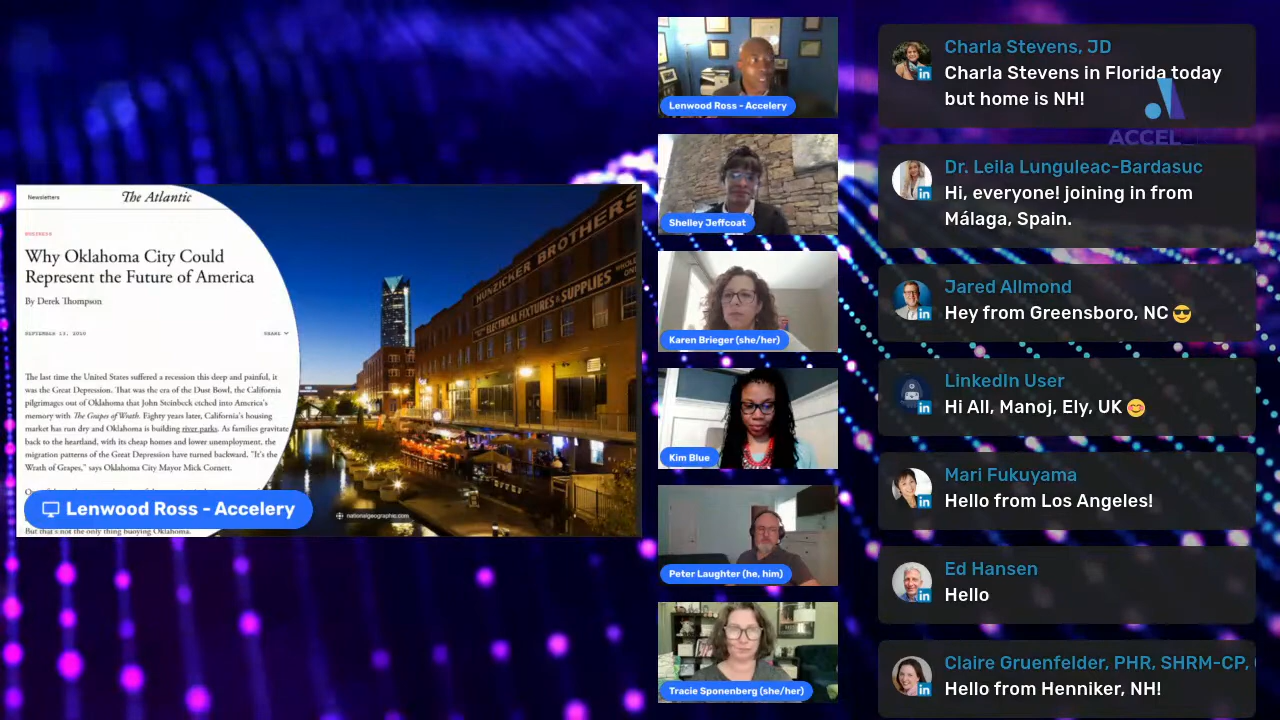 Newsletters
The Atlantic
BUSINESS
Why Oklahoma City Could
Represent the Future of America
By Derek Thompson
SEPTEMBER 13, 2010
SHARE
The last time the United States suffered a recession this deep and painful, it
was the Great Depression. That was the era of the Dust Bowl, the California
pilgrimages out of Oklahoma that John Steinbeck etched into America's
memory with The Grapes of Wrath. Eighty years later, California's housing
market has run dry and Oklahoma is building river parks. As families gravitate
back to the heartland, with its cheap homes and lower unemployment, the
migration patterns of the Great Depression have turned backward. "It's the
Wrath of Grapes," says Oklahoma City Mayor Mick Cornett.
But that's not the only thing buoying Oklahoma.
Lenwood Ross - Accelery
HUNZICKER BROTHERS
ELECTRICAL FIXTURES & SUPPLIES
nationalgeographic.com
Lenwood Ross - Accelery
Shelley Jeffcoat
Karen Brieger (she/her)
Kim Blue
Peter Laughter (he, him)
Tracie Sponenberg (she/her)
ACCEL
Charla Stevens, JD
Charla Stevens in Florida today
but home is NH!
Dr. Leila Lunguleac-Bardasuc
Hi, everyone! joining in from
Málaga, Spain.
Jared Allmond
Hey from Greensboro, NC 😎
LinkedIn User
Hi All, Manoj, Ely, UK 😊
Mari Fukuyama
Hello from Los Angeles!
Ed Hansen
Hello
Claire Gruenfelder, PHR, SHRM-CP,
Hello from Henniker, NH!